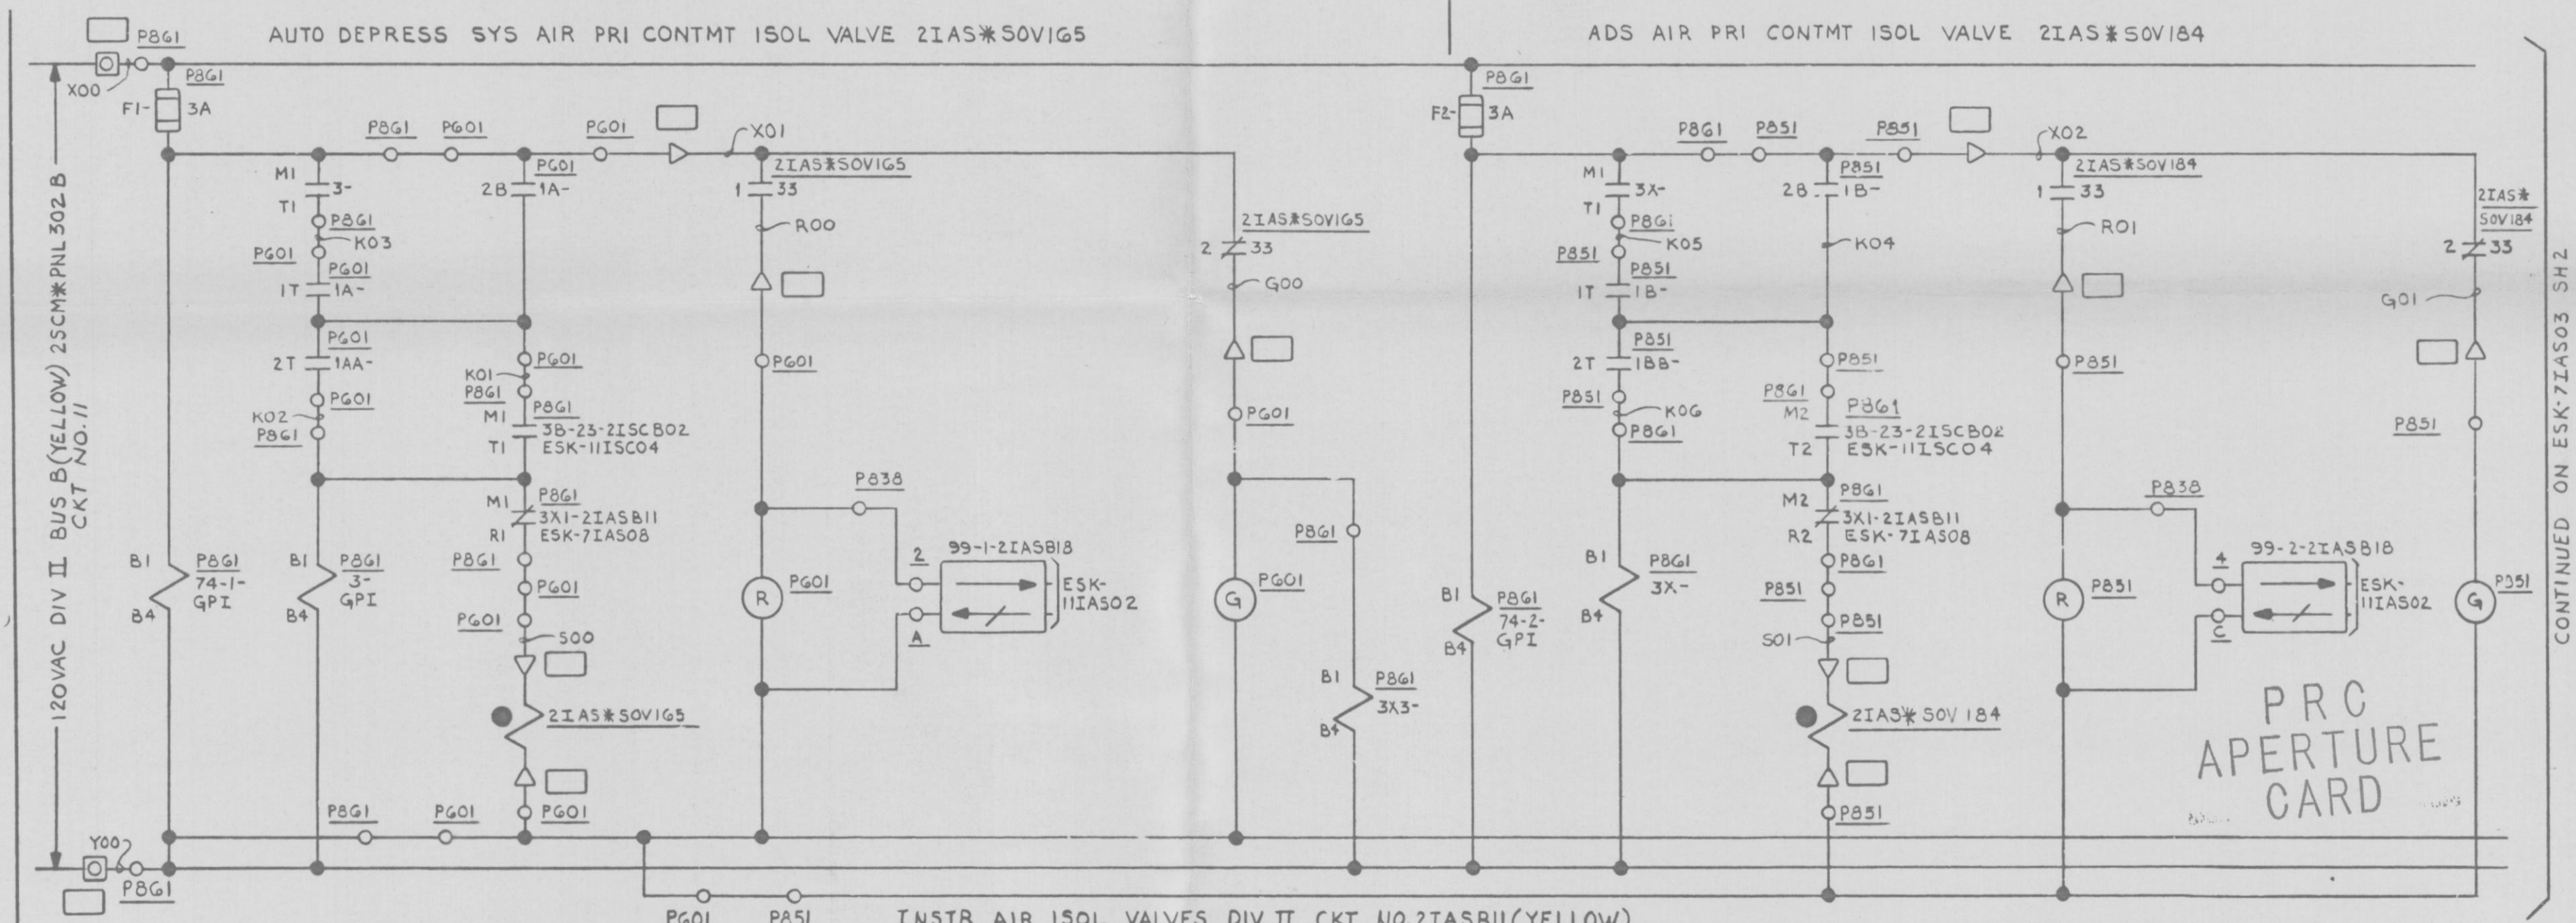 AUTO DEPRESS SYS AIR PRI CONTMT ISOL VALVE 2IAS*SOV165
ADS AIR PRI CONTMT ISOL VALVE 2IAS*SOV184
P861
X00
P861
F1-
3A
120VAC DIV II BUS B(YELLOW) 2SCM*PNL302B
CKT NO.11
M1
3-
T1
P861
K03
P601
P601
1T
1A-
P601
2T
1AA-
P601
K02
P861
B1
P861
74-1-
GPI
B4
B1
P861
3-
GPI
B4
P861
P601
P601
P601
2B
1A-
P601
K01
P861
M1
P861
3B-23-2ISCB02
T1
ESK-11ISC04
M1
P861
3X1-2IASB11
R1
ESK-7IAS08
P861
P601
P601
S00
2IAS*SOV165
P601
P861
P601
X01
2IAS*SOV165
1
33
R00
P601
P838
2
99-1-2IASB18
ESK-
11IAS02
A
R
P601
2IAS*SOV165
2
33
G00
P601
P861
G
P601
B1
P861
3X3-
B4
Y00
P861
P601
P851
INSTR AIR ISOL VALVES DIV II CKT NO.2IASB11(YELLOW)
P861
F2-
3A
B1
P861
74-2-
GPI
B4
M1
3X-
T1
P861
K05
P851
P851
1T
1B-
P851
2T
1BB-
P851
K06
P861
B1
P861
3X-
B4
P861
P851
P851
P851
2B
1B-
K04
P851
P861
M2
P861
3B-23-2ISCB02
T2
ESK-11ISC04
M2
P861
3X1-2IASB11
R2
ESK-7IAS08
P861
P851
P851
S01
2IAS*SOV 184
P851
X02
2IAS*SOV184
1
33
R01
P851
P838
4
99-2-2IASB18
ESK-
11IAS02
C
R
P851
2IAS*
SOV184
2
33
G01
P851
G
P851
PRC
APERTURE
CARD
CONTINUED ON ESK-7IAS03 SH2